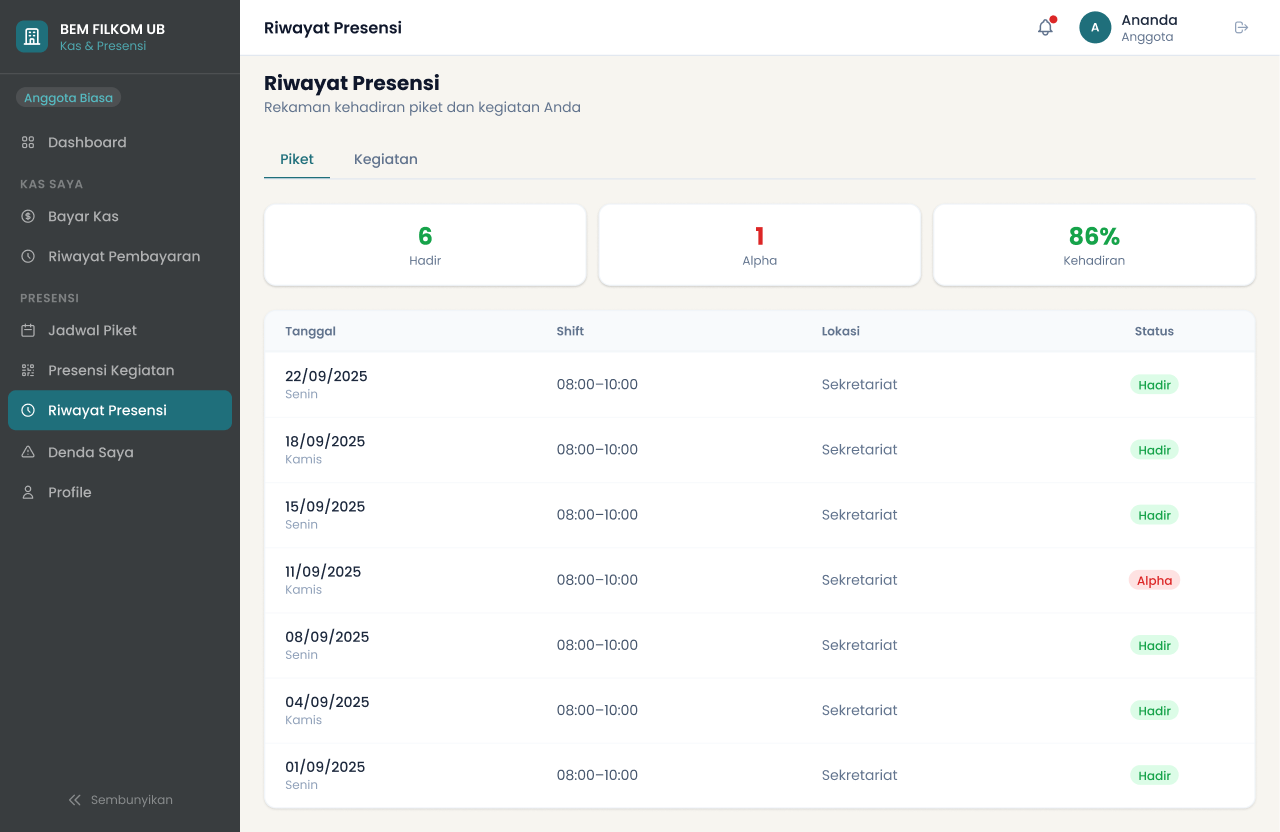 BEM FILKOM UB
Kas & Presensi
Anggota Biasa
Dashboard
KAS SAYA
Bayar Kas
Riwayat Pembayaran
PRESENSI
Jadwal Piket
Presensi Kegiatan
Riwayat Presensi
Denda Saya
Profile
Sembunyikan
Riwayat Presensi
A
Ananda
Anggota
Riwayat Presensi
Rekaman kehadiran piket dan kegiatan Anda
Piket Kegiatan
6
Hadir
1
Alpha
86%
Kehadiran
Tanggal Shift Lokasi Status
22/09/2025
Senin
08:00–10:00 Sekretariat Hadir
18/09/2025
Kamis
08:00–10:00 Sekretariat Hadir
15/09/2025
Senin
08:00–10:00 Sekretariat Hadir
11/09/2025
Kamis
08:00–10:00 Sekretariat Alpha
08/09/2025
Senin
08:00–10:00 Sekretariat Hadir
04/09/2025
Kamis
08:00–10:00 Sekretariat Hadir
01/09/2025
Senin
08:00–10:00 Sekretariat Hadir